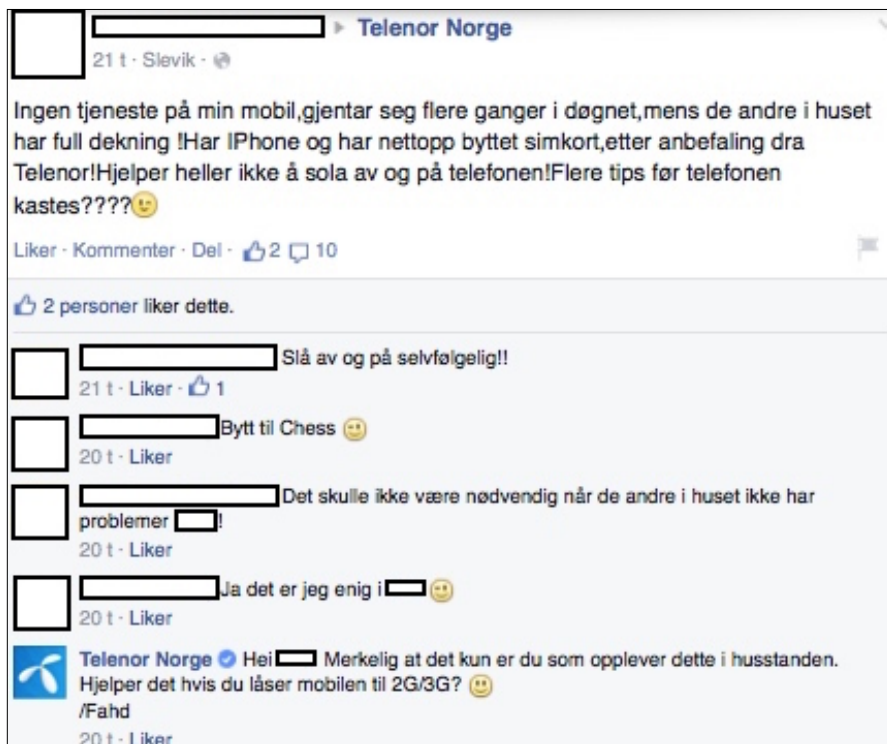 Telenor Norge
21 t · Slevik ·
Ingen tjeneste på min mobil,gjentar seg flere ganger i døgnet,mens de andre i huset
har full dekning !Har IPhone og har nettopp byttet simkort,etter anbefaling dra
Telenor!Hjelper heller ikke å sola av og på telefonen!Flere tips før telefonen
kastes????
Liker · Kommenter · Del · 2 10
2 personer liker dette.
Slå av og på selvfølgelig!!
21 t · Liker · 1
Bytt til Chess
20 t · Liker
Det skulle ikke være nødvendig når de andre i huset ikke har
problemer !
20 t · Liker
Ja det er jeg enig i
20 t · Liker
Telenor Norge Hei Merkelig at det kun er du som opplever dette i husstanden.
Hjelper det hvis du låser mobilen til 2G/3G?
/Fahd
20 t · Liker